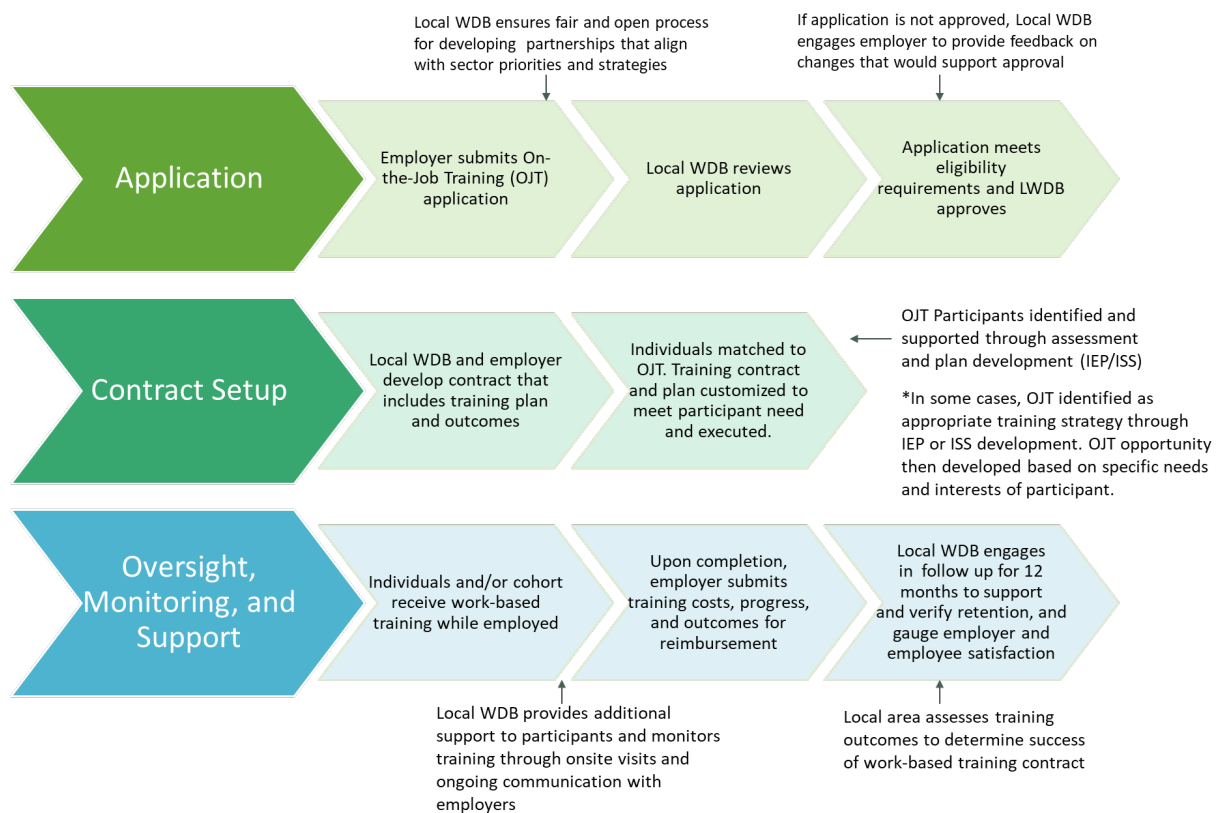 Local WDB ensures fair and open process
for developing partnerships that align
with sector priorities and strategies
If application is not approved, Local WDB
engages employer to provide feedback on
changes that would support approval
Application
Employer submits On-
the-Job Training (OJT)
application
Local WDB reviews
application
Application meets
eligibility
requirements and LWDB
approves
Contract Setup
Local WDB and employer
develop contract that
includes training plan
and outcomes
Individuals matched to
OJT. Training contract
and plan customized to
meet participant need
and executed.
OJT Participants identified and
supported through assessment
and plan development (IEP/ISS)
*In some cases, OJT identified as
appropriate training strategy through
IEP or ISS development. OJT opportunity
then developed based on specific needs
and interests of participant.
Oversight,
Monitoring, and
Support
Individuals and/or cohort
receive work-based
training while employed
Upon completion,
employer submits
training costs, progress,
and outcomes for
reimbursement
Local WDB engages
in follow up for 12
months to support
and verify retention, and
gauge employer and
employee satisfaction
Local WDB provides additional
support to participants and monitors
training through onsite visits and
ongoing communication with
employers
Local area assesses training
outcomes to determine success
of work-based training contract